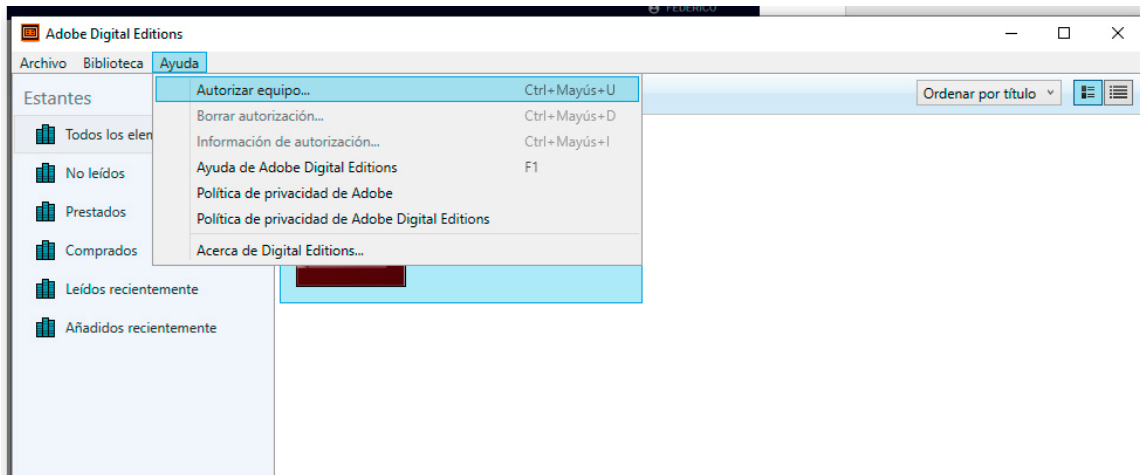 FEDERICO
Adobe Digital Editions
Archivo Biblioteca Ayuda
Estantes
Todos los elem
No leídos
Prestados
Comprados
Leídos recientemente
Añadidos recientemente
Autorizar equipo... Ctrl+Mayús+U
Borrar autorización... Ctrl+Mayús+D
Información de autorización... Ctrl+Mayús+I
Ayuda de Adobe Digital Editions F1
Política de privacidad de Adobe
Política de privacidad de Adobe Digital Editions
Acerca de Digital Editions...
Ordenar por título